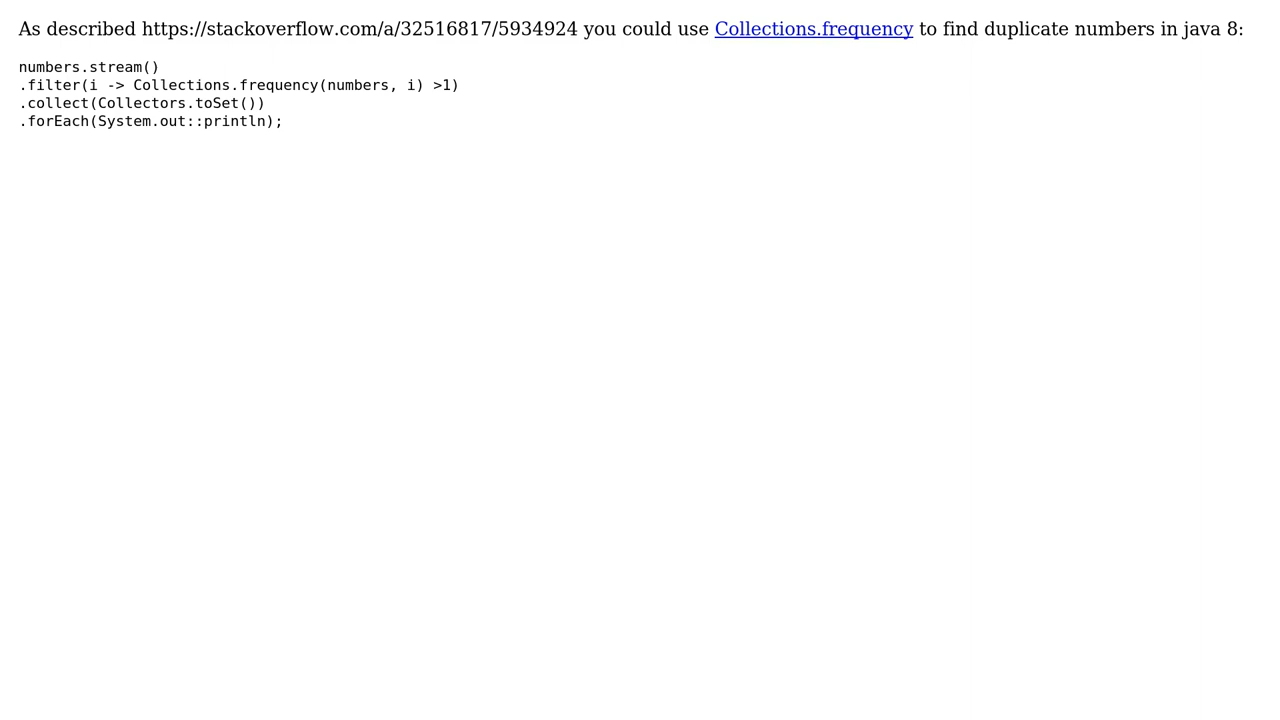 As described https://stackoverflow.com/a/32516817/5934924 you could use Collections.frequency to find duplicate numbers in java 8:
numbers.stream()
.filter(i -> Collections.frequency(numbers, i) >1)
.collect(Collectors.toSet())
.forEach(System.out::println);